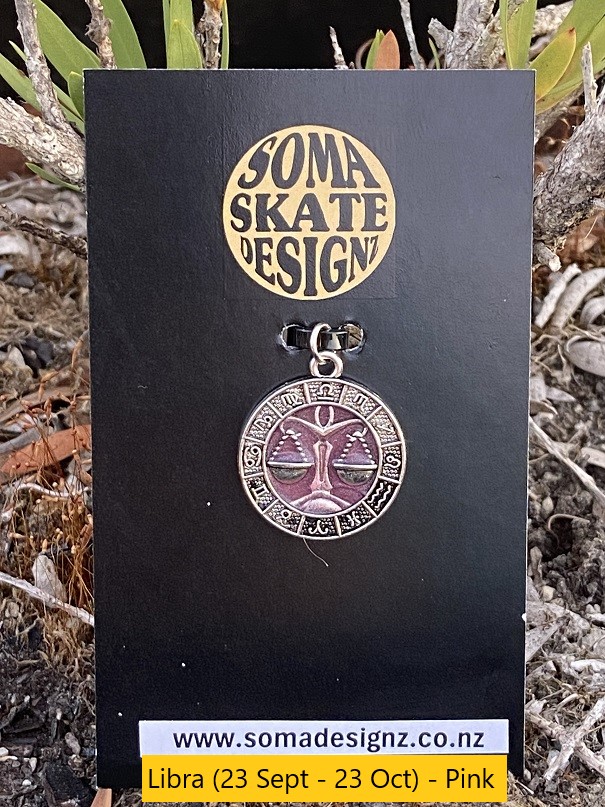 SOMA
SKATE
DESIGNZ
www.somadesignz.co.nz
Libra (23 Sept - 23 Oct) - Pink